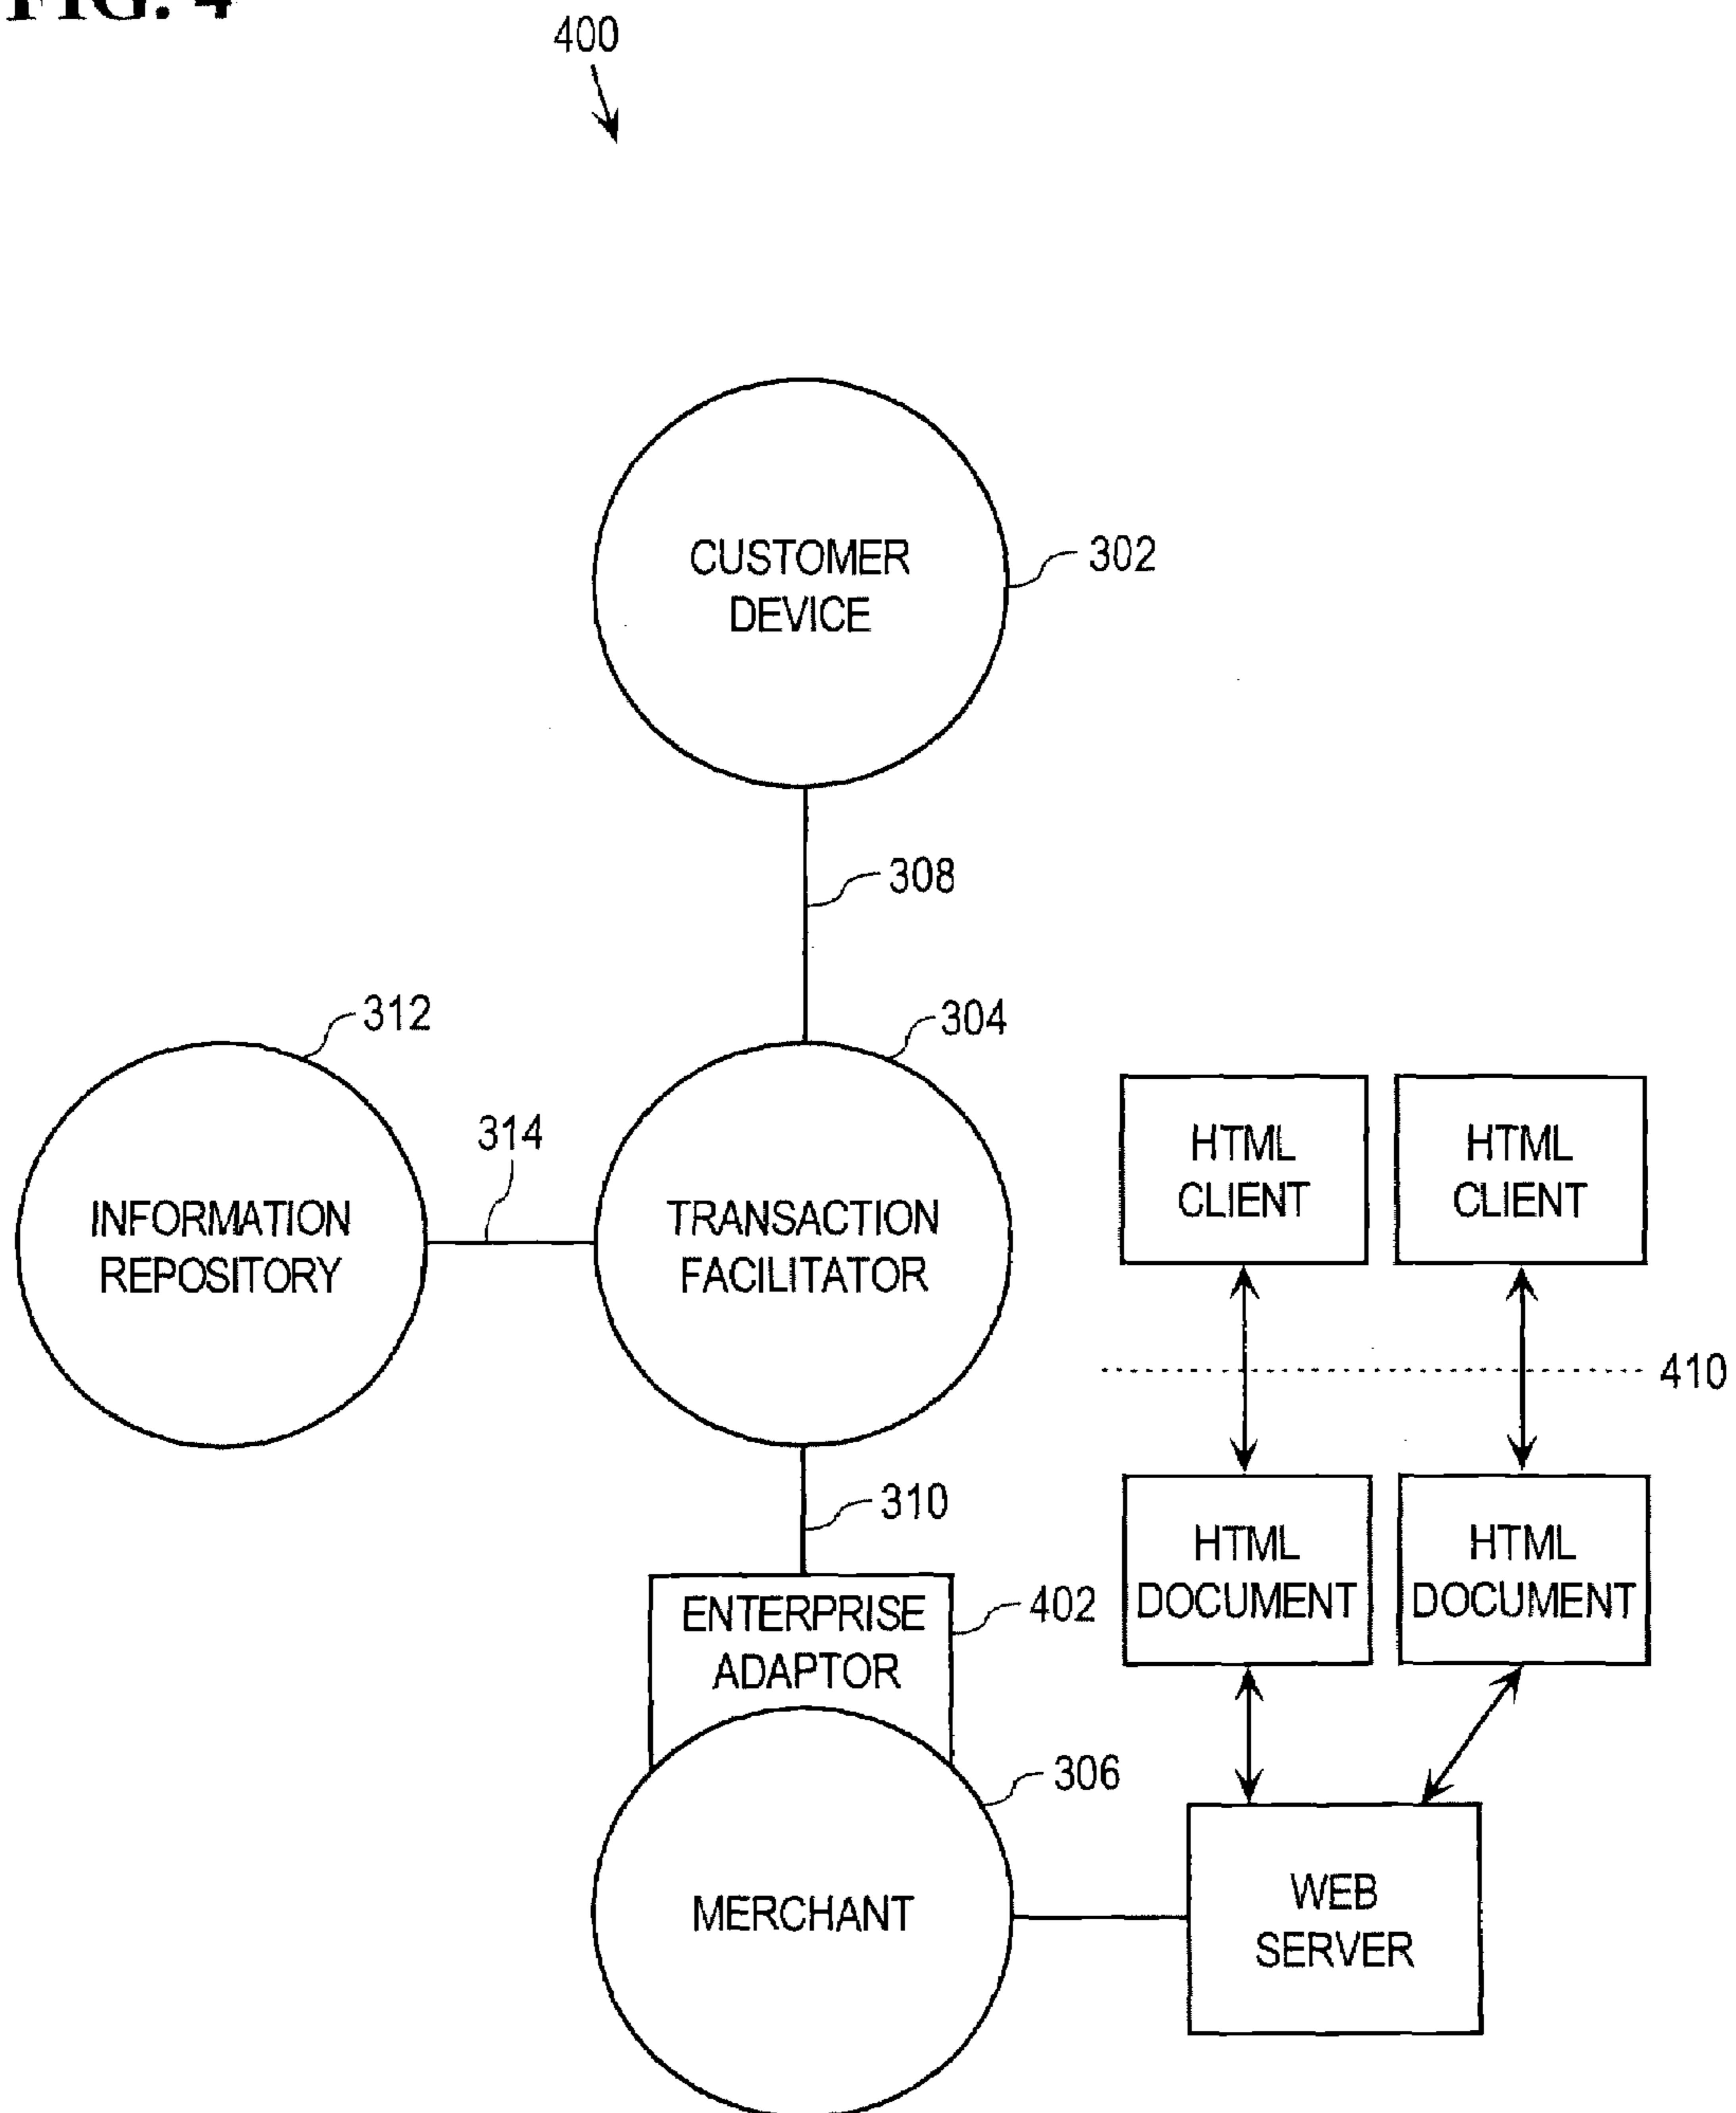 FIG. 4
400
CUSTOMER
DEVICE
302
308
312
304
314
INFORMATION
REPOSITORY
TRANSACTION
FACILITATOR
HTML
CLIENT
HTML
CLIENT
410
310
HTML
DOCUMENT
HTML
DOCUMENT
ENTERPRISE
ADAPTOR
402
306
MERCHANT
WEB
SERVER